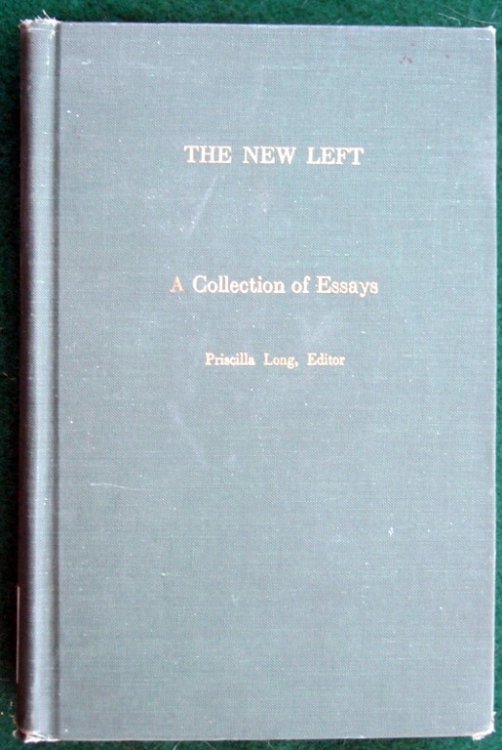 THE NEW LEFT
A Collection of Essays
Priscilla Long, Editor